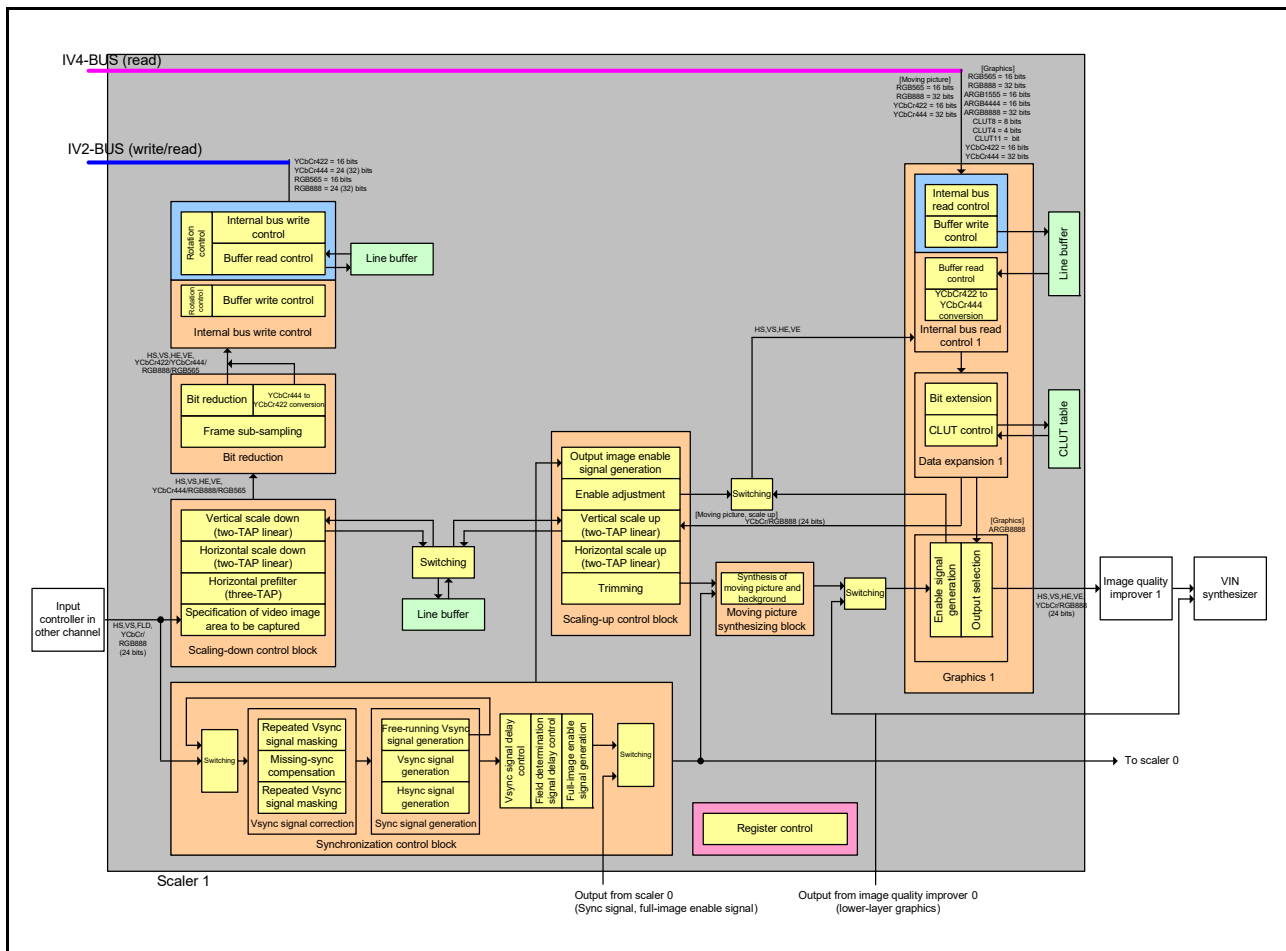 IV4-BUS (read)
[Moving picture]
RGB565 = 16 bits
RGB888 = 32 bits
YCbCr422 = 16 bits
YCbCr444 = 32 bits
[Graphics]
RGB565 = 16 bits
RGB888 = 32 bits
ARGB1555 = 16 bits
ARGB4444 = 16 bits
ARGB8888 = 32 bits
CLUT8 = 8 bits
CLUT4 = 4 bits
CLUT11 = bit
YCbCr422 = 16 bits
YCbCr444 = 32 bits
IV2-BUS (write/read)
YCbCr422 = 16 bits
YCbCr444 = 24 (32) bits
RGB565 = 16 bits
RGB888 = 24 (32) bits
Rotation
control
Internal bus write
control
Buffer read control
Line buffer
Rotation
control
Buffer write control
Internal bus write control
HS,VS,HE,VE,
YCbCr422/YCbCr444/
RGB888/RGB565
Bit reduction
YCbCr444 to
YCbCr422 conversion
Frame sub-sampling
Bit reduction
HS,VS,HE,VE,
YCbCr444/RGB888/RGB565
Vertical scale down
(two-TAP linear)
Horizontal scale down
(two-TAP linear)
Horizontal prefilter
(three-TAP)
Specification of video image
area to be captured
Scaling-down control block
Input
controller in
other channel
HS,VS,FLD,
YCbCr/
RGB888
(24 bits)
Switching
Line buffer
Output image enable
signal generation
Enable adjustment
Vertical scale up
(two-TAP linear)
Horizontal scale up
(two-TAP linear)
Trimming
Scaling-up control block
HS,VS,HE,VE
Switching
[Moving picture, scale up]
YCbCr/RGB888 (24 bits)
Synthesis of
moving picture and
background
Moving picture
synthesizing block
Switching
Internal bus
read control
Buffer write
control
Line buffer
Buffer read
control
YCbCr422 to
YCbCr444
conversion
Internal bus read
control 1
Bit extension
CLUT control
Data expansion 1
CLUT table
[Graphics]
ARGB8888
Enable signal
generation
Output selection
Graphics 1
HS,VS,HE,VE,
YCbCr/RGB888
(24 bits)
Image quality
improver 1
VIN
synthesizer
Switching
Repeated Vsync
signal masking
Missing-sync
compensation
Repeated Vsync
signal masking
Vsync signal correction
Free-running Vsync
signal generation
Vsync signal
generation
Hsync signal
generation
Sync signal generation
Vsync signal delay
control
Field determination
signal delay control
Full-image enable
signal generation
Switching
Synchronization control block
Register control
To scaler 0
Scaler 1
Output from scaler 0
(Sync signal, full-image enable signal)
Output from image quality improver 0
(lower-layer graphics)